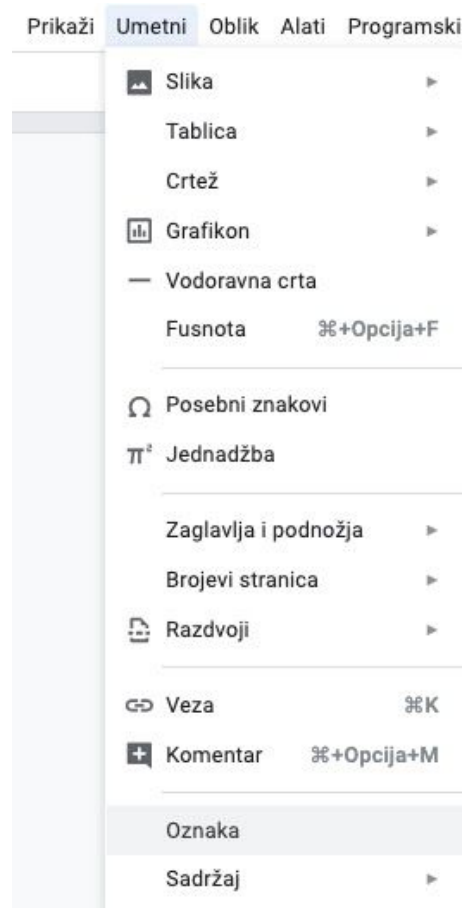 Prikaži Umetni Oblik Alati Programski
Slika
Tablica
Crtež
Grafikon
Vodoravna crta
Fusnota ⌘+Opcija+F
Posebni znakovi
Jednadžba
Zaglavlja i podnožja
Brojevi stranica
Razdvoji
Veza ⌘K
Komentar ⌘+Opcija+M
Oznaka
Sadržaj